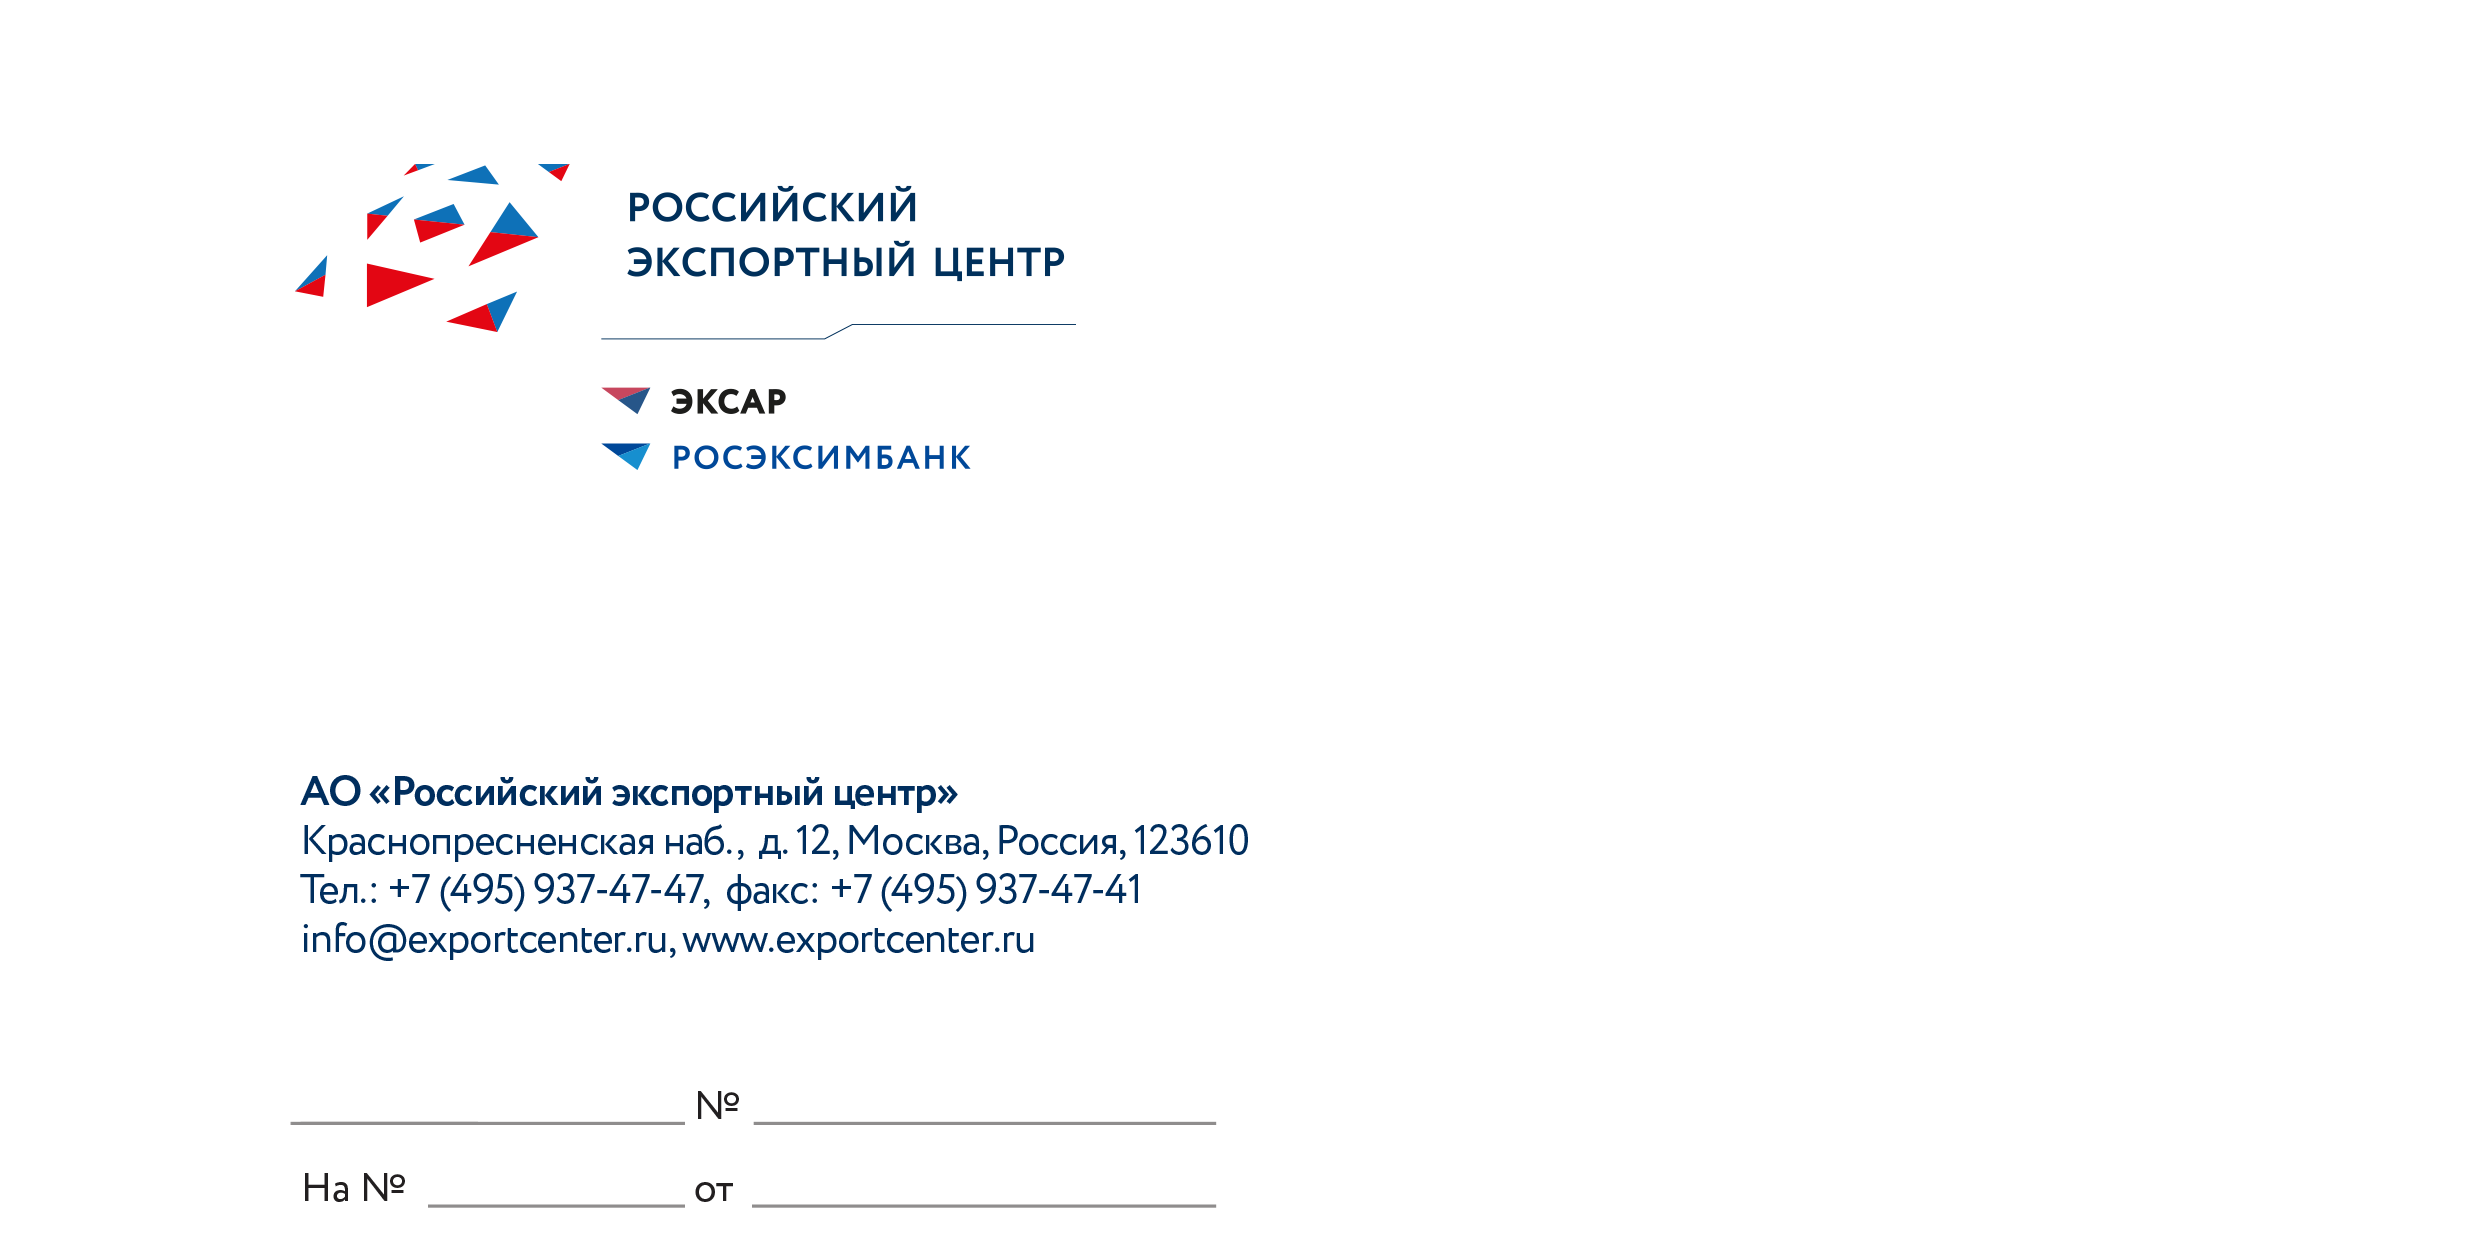 РОССИЙСКИЙ
ЭКСПОРТНЫЙ ЦЕНТР
ЭКСАР
РОСЭКСИМБАНК
АО «Российский экспортный центр»
Краснопресненская наб., д. 12, Москва, Россия, 123610
Тел.: +7 (495) 937-47-47, факс: +7 (495) 937-47-41
info@exportcenter.ru, www.exportcenter.ru
№
На № от